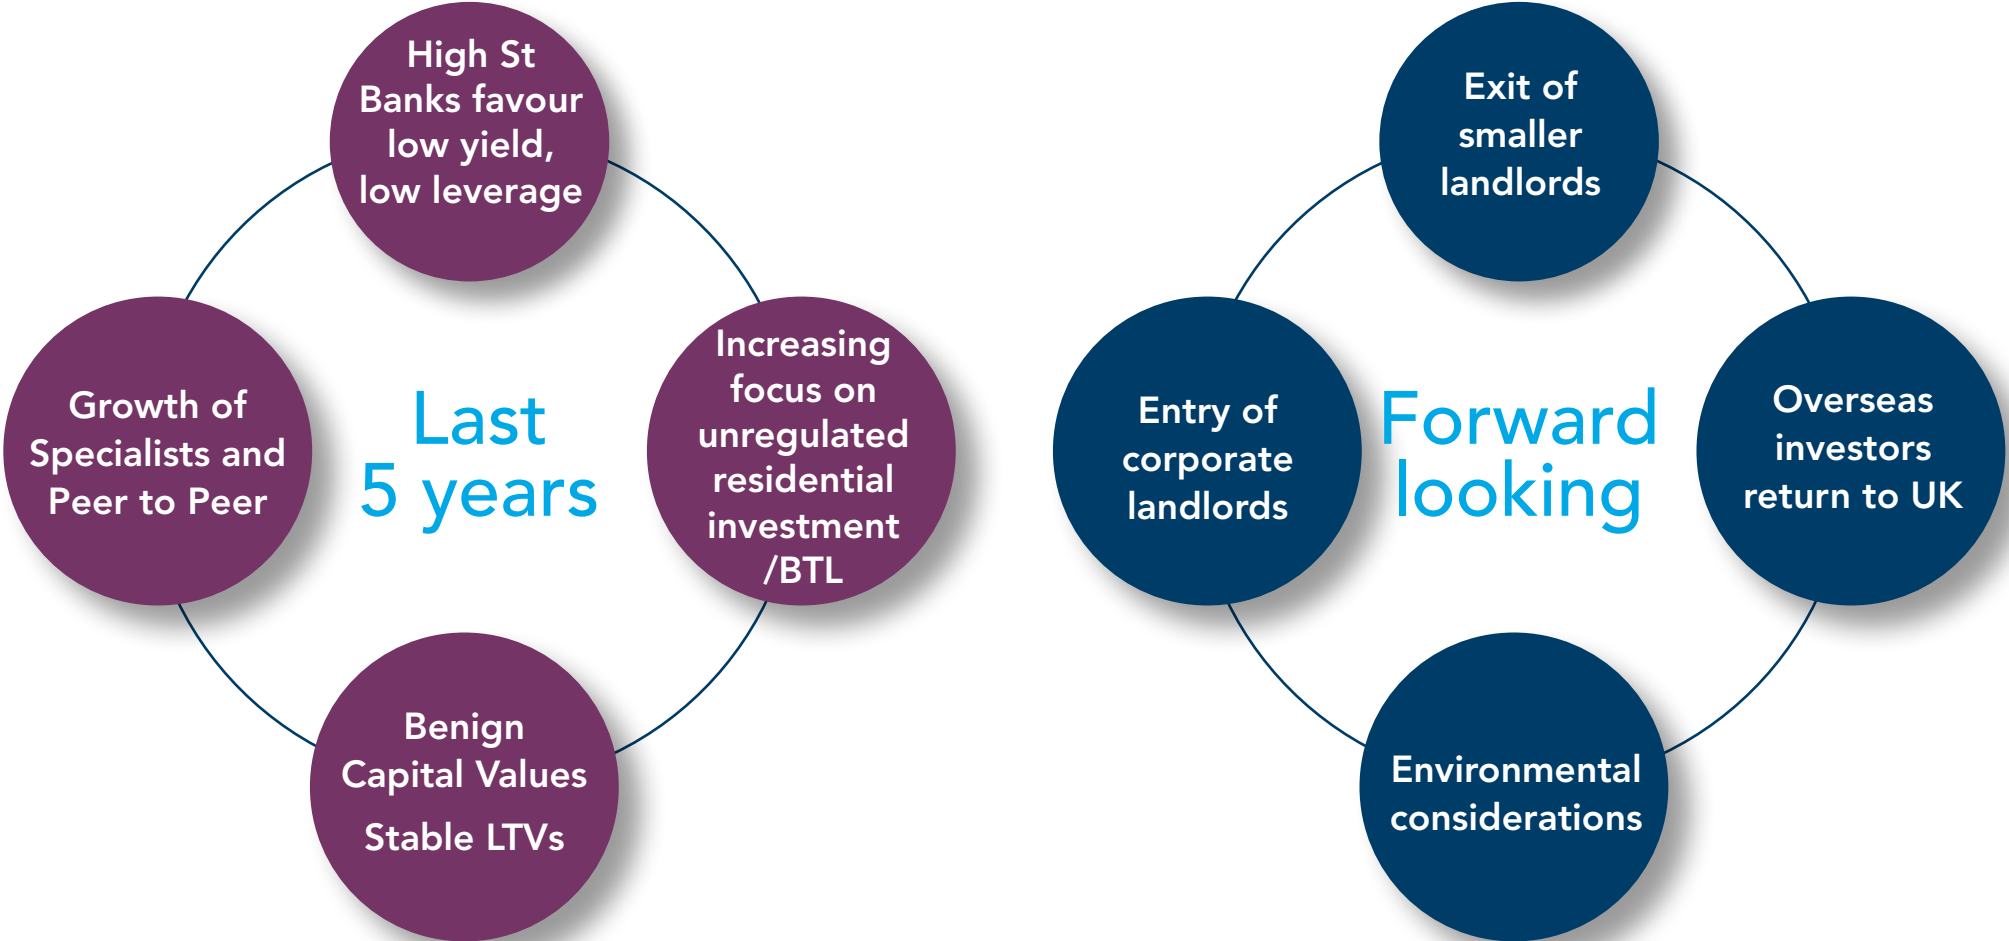 High St
Banks favour
low yield,
low leverage
Growth of
Specialists and
Peer to Peer
Last
5 years
Increasing
focus on
unregulated
residential
investment
/BTL
Benign
Capital Values
Stable LTVs
Exit of
smaller
landlords
Entry of
corporate
landlords
Forward
looking
Overseas
investors
return to UK
Environmental
considerations